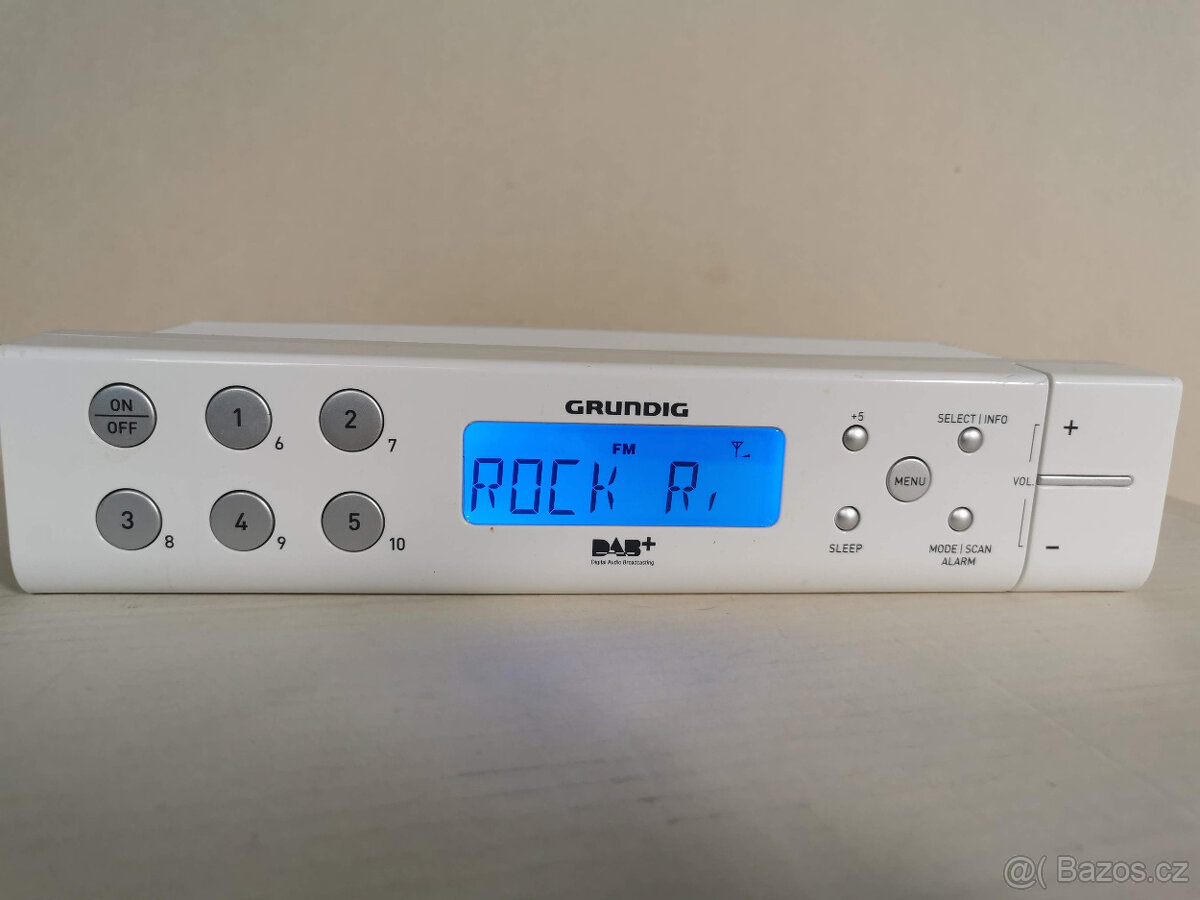 GRUNDIG
ON
OFF
1
6
2
7
3
8
4
9
5
10
FM
ROCK
DAB+
Digital Audio Broadcasting
+5
SELECT | INFO
MENU
SLEEP
MODE | SCAN
ALARM
VOL.
+
−
@( Bazos.cz